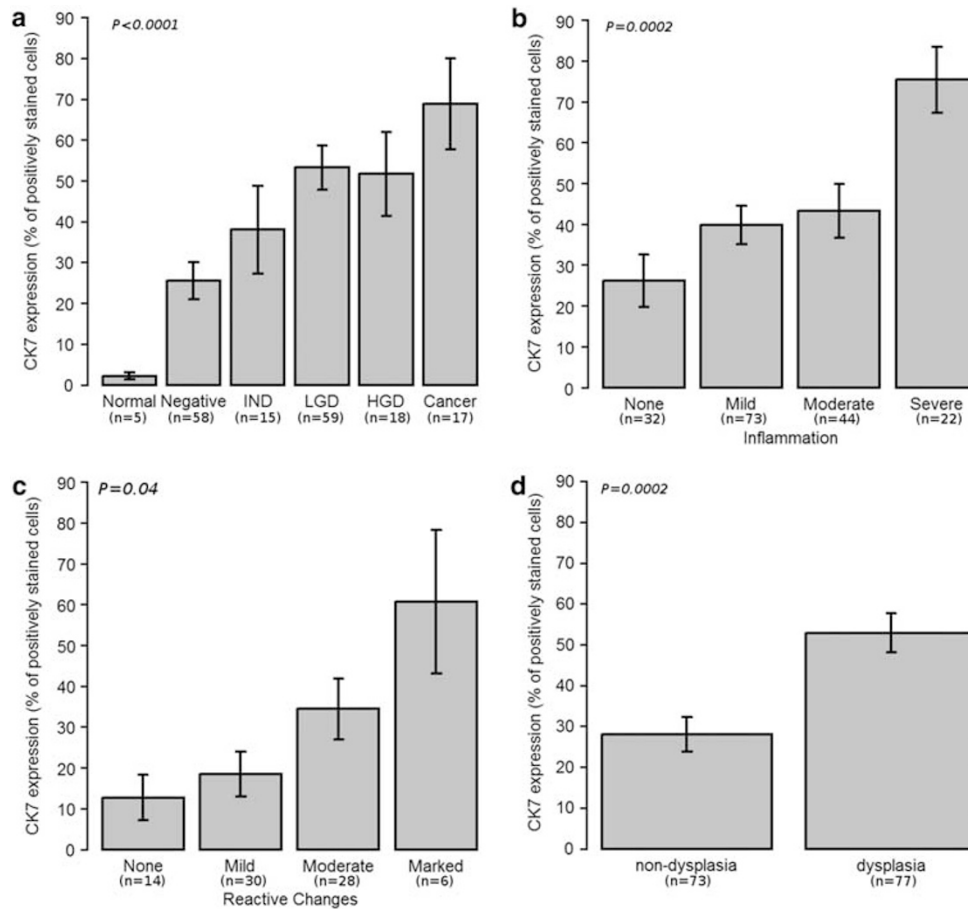 a
P<0.0001
CK7 expression (% of positively stained cells)
90
80
70
60
50
40
30
20
10
0
Normal Negative IND LGD HGD Cancer
(n=5) (n=58) (n=15) (n=59) (n=18) (n=17)
b
P=0.0002
CK7 expression (% of positively stained cells)
90
80
70
60
50
40
30
20
10
0
None Mild Moderate Severe
(n=32) (n=73) (n=44) (n=22)
Inflammation
c
P=0.04
CK7 expression (% of positively stained cells)
90
80
70
60
50
40
30
20
10
0
None Mild Moderate Marked
(n=14) (n=30) (n=28) (n=6)
Reactive Changes
d
P=0.0002
CK7 expression (% of positively stained cells)
90
80
70
60
50
40
30
20
10
0
non-dysplasia dysplasia
(n=73) (n=77)